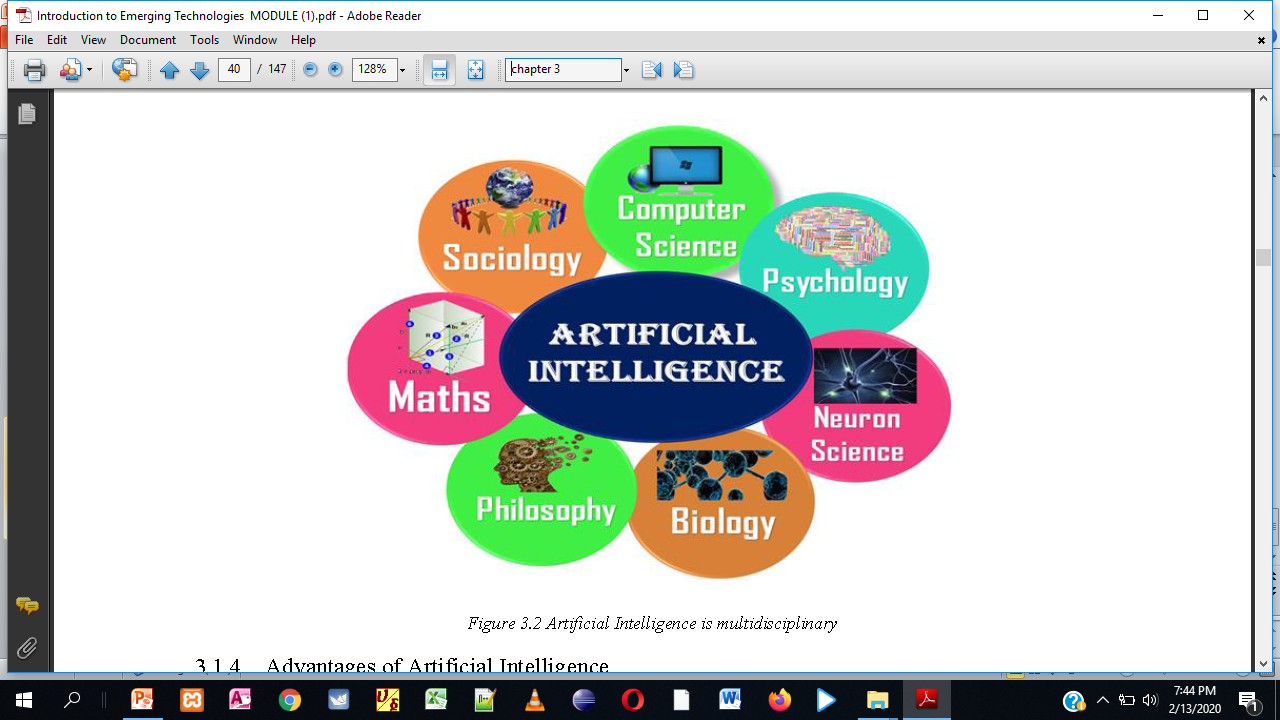 Introduction to Emerging Technologies MODULE (1).pdf - Adobe Reader
File Edit View Document Tools Window Help
40 / 147 128% chapter 3
Computer
Science
Sociology
Psychology
ARTIFICIAL
INTELLIGENCE
Maths
Neuron
Science
Philosophy
Biology
Figure 3.2 Artificial Intelligence is multidisciplinary
3.1.4 Advantages of Artificial Intelligence
7:44 PM
2/13/2020